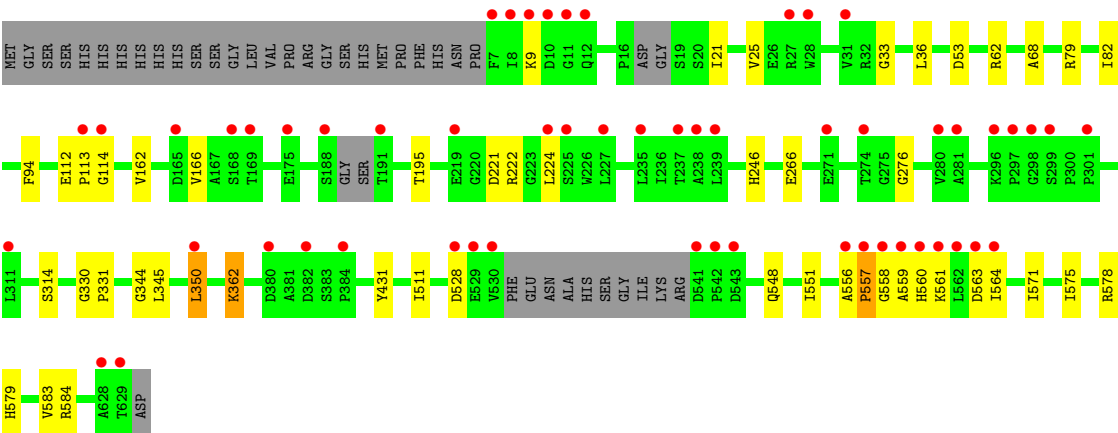 MET GLY SER SER HIS HIS HIS HIS HIS HIS SER SER GLY LEU VAL PRO ARG GLY SER HIS MET PRO PHE HIS ASN PRO F7 I8 K9 D10 G11 Q12 P16 ASP GLY S19 S20 I21 V25 E26 R27 W28 V31 R32 G33 L36 D53 R62 A68 R79 I82
F94 E112 P113 G114 V162 D165 V166 A167 S168 T169 E175 S188 GLY SER T191 T195 E219 G220 D221 R222 G223 L224 S225 W226 L227 L235 I236 T237 A238 L239 H246 E266 E271 T274 G275 G276 V280 A281 K296 P297 G298 S299 P300 P301
L311 S314 G330 P331 G344 L345 L350 K362 D380 A381 D382 S383 P384 Y431 I511 D528 E529 V530 PHE GLU ASN ALA HIS SER GLY ILE LYS ARG D541 P542 D543 Q548 I551 A556 P557 G558 A559 H560 K561 L562 D563 I564 I571 I575 R578
H579 V583 R584 A628 T629 ASP